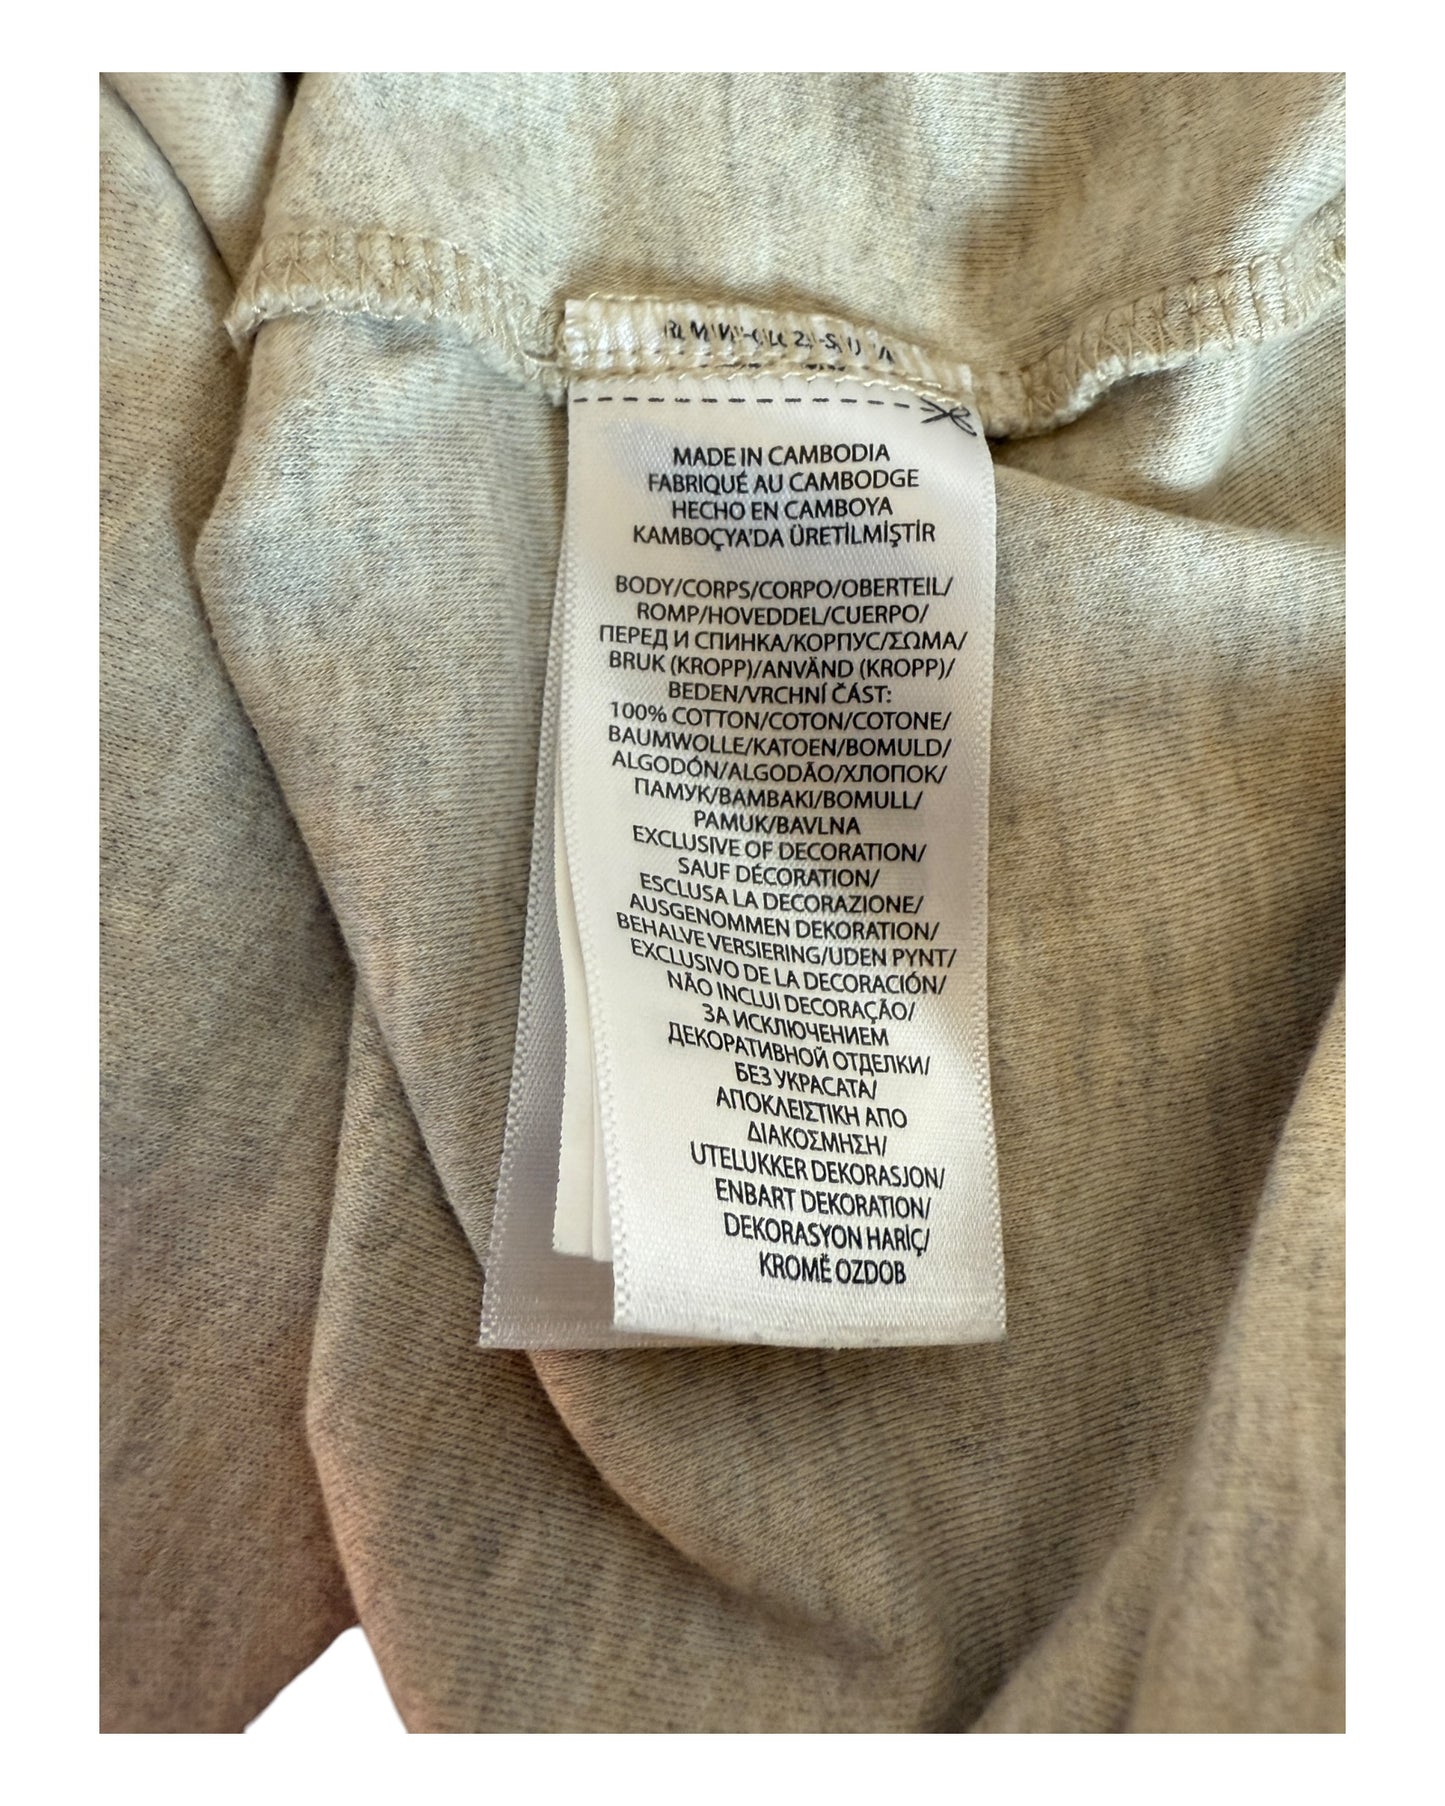 MADE IN CAMBODIA
FABRIQUÉ AU CAMBODGE
HECHO EN CAMBOYA
KAMBOÇYA'DA ÜRETİLMİŞTİR
BODY/CORPS/CORPO/OBERTEIL/
ROMP/HOVEDDEL/CUERPO/
ПЕРЕД И СПИНКА/КОРПУС/ΣΩΜΑ/
BRUK (KROPP)/ANVÄND (KROPP)/
BEDEN/VRCHNÍ ČÁST:
100% COTTON/COTON/COTONE/
BAUMWOLLE/KATOEN/BOMULD/
ALGODÓN/ALGODÃO/ХЛОПОК/
ПАМУК/BAMBAKI/BOMULL/
PAMUK/BAVLNA
EXCLUSIVE OF DECORATION/
SAUF DÉCORATION/
ESCLUSA LA DECORAZIONE/
AUSGENOMMEN DEKORATION/
BEHALVE VERSIERING/UDEN PYNT/
EXCLUSIVO DE LA DECORACIÓN/
NÃO INCLUI DECORAÇÃO/
ЗА ИСКЛЮЧЕНИЕМ
ДЕКОРАТИВНОЙ ОТДЕЛКИ/
БЕЗ УКРАСАТА/
ΑΠΟΚΛΕΙΣΤΙΚΗ ΑΠΟ
ΔΙΑΚΟΣΜΗΣΗ/
UTELUKKER DEKORASJON/
ENBART DEKORATION/
DEKORASYON HARİÇ/
KROMĚ OZDOB